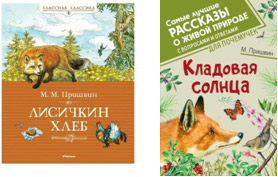 КЛАССНАЯ КЛАССИКА
М. М. Пришвин
ЛИСИЧКИН
ХЛЕБ
Самые лучшие
РАССКАЗЫ
О ЖИВОЙ ПРИРОДЕ
С ВОПРОСАМИ И ОТВЕТАМИ
ДЛЯ ПОЧЕМУЧЕК
М. Пришвин
Кладовая
солнца